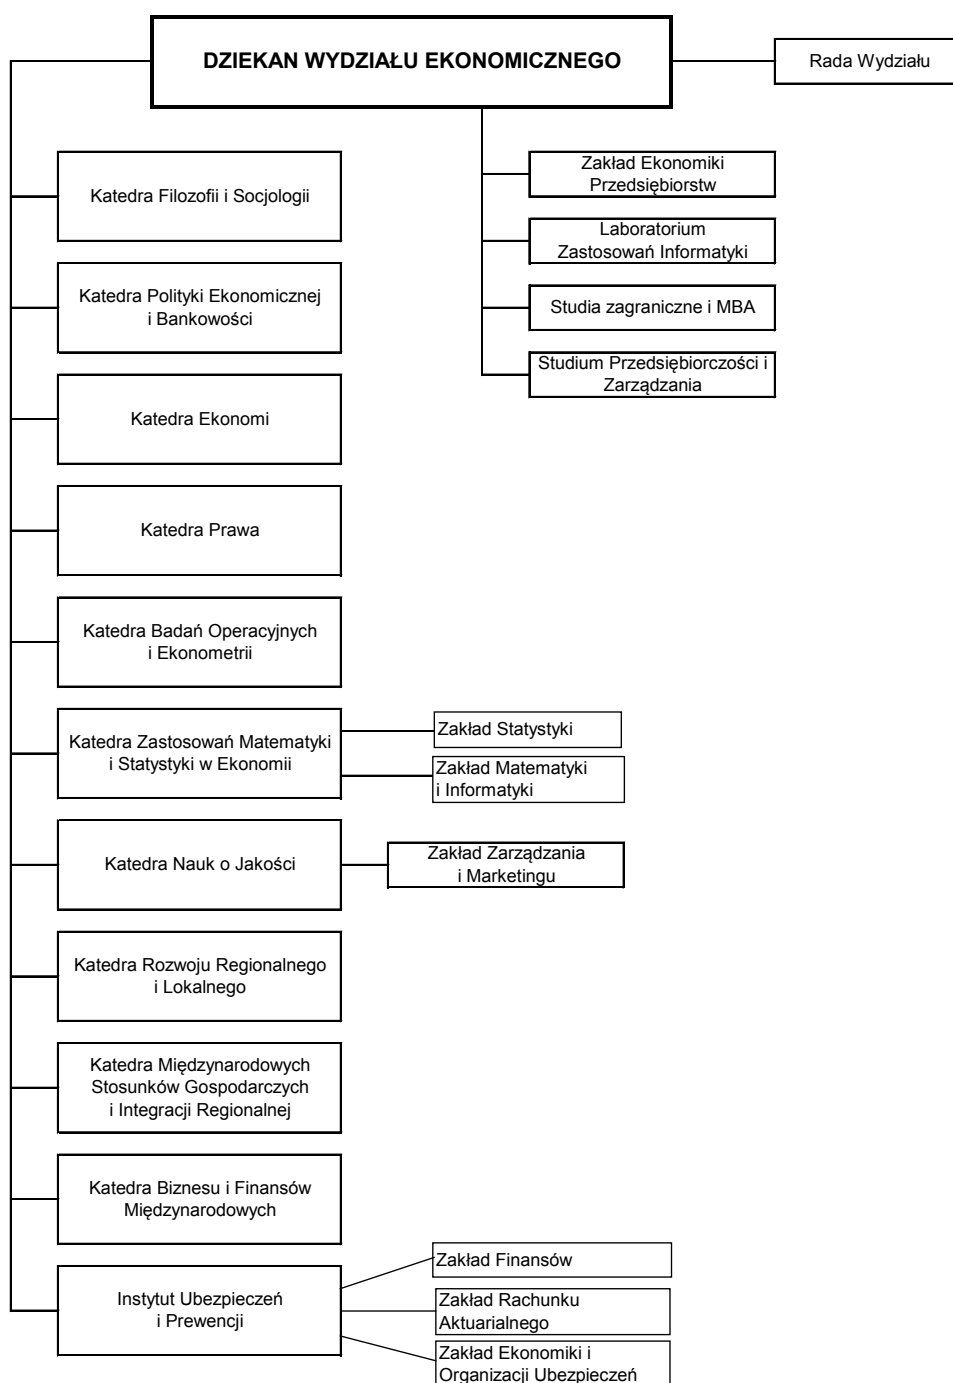 DZIEKAN WYDZIAŁU EKONOMICZNEGO
Rada Wydziału
Katedra Filozofii i Socjologii
Katedra Polityki Ekonomicznej
i Bankowości
Katedra Ekonomi
Katedra Prawa
Katedra Badań Operacyjnych
i Ekonometrii
Katedra Zastosowań Matematyki
i Statystyki w Ekonomii
Katedra Nauk o Jakości
Katedra Rozwoju Regionalnego
i Lokalnego
Katedra Międzynarodowych
Stosunków Gospodarczych
i Integracji Regionalnej
Katedra Biznesu i Finansów
Międzynarodowych
Instytut Ubezpieczeń
i Prewencji
Zakład Ekonomiki
Przedsiębiorstw
Laboratorium
Zastosowań Informatyki
Studia zagraniczne i MBA
Studium Przedsiębiorczości i
Zarządzania
Zakład Statystyki
Zakład Matematyki
i Informatyki
Zakład Zarządzania
i Marketingu
Zakład Finansów
Zakład Rachunku
Aktuarialnego
Zakład Ekonomiki i
Organizacji Ubezpieczeń